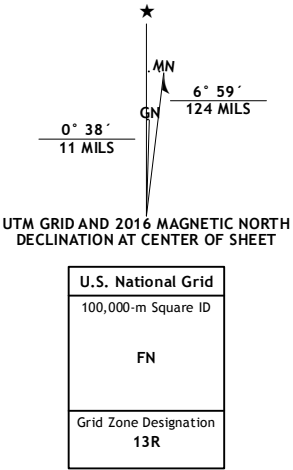 MN
6° 59´
124 MILS
GN
0° 38´
11 MILS
UTM GRID AND 2016 MAGNETIC NORTH
DECLINATION AT CENTER OF SHEET
U.S. National Grid
100,000-m Square ID
FN
Grid Zone Designation
13R